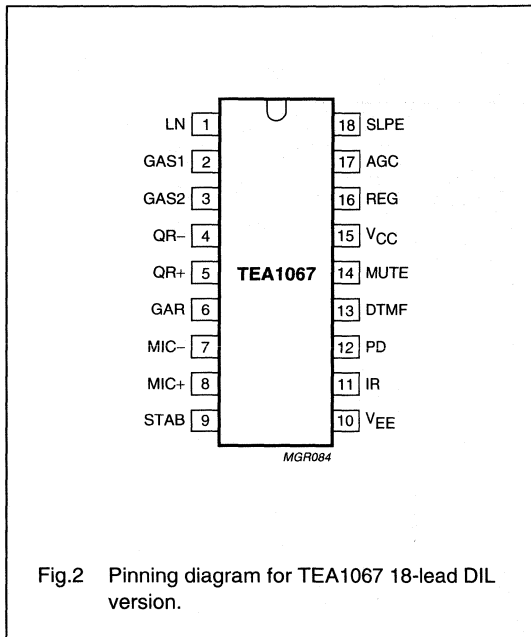 LN 1 18 SLPE
GAS1 2 17 AGC
GAS2 3 16 REG
QR− 4 15 VCC
QR+ 5 TEA1067 14 MUTE
GAR 6 13 DTMF
MIC− 7 12 PD
MIC+ 8 11 IR
STAB 9 10 VEE
MGR084
Fig.2 Pinning diagram for TEA1067 18-lead DIL
version.